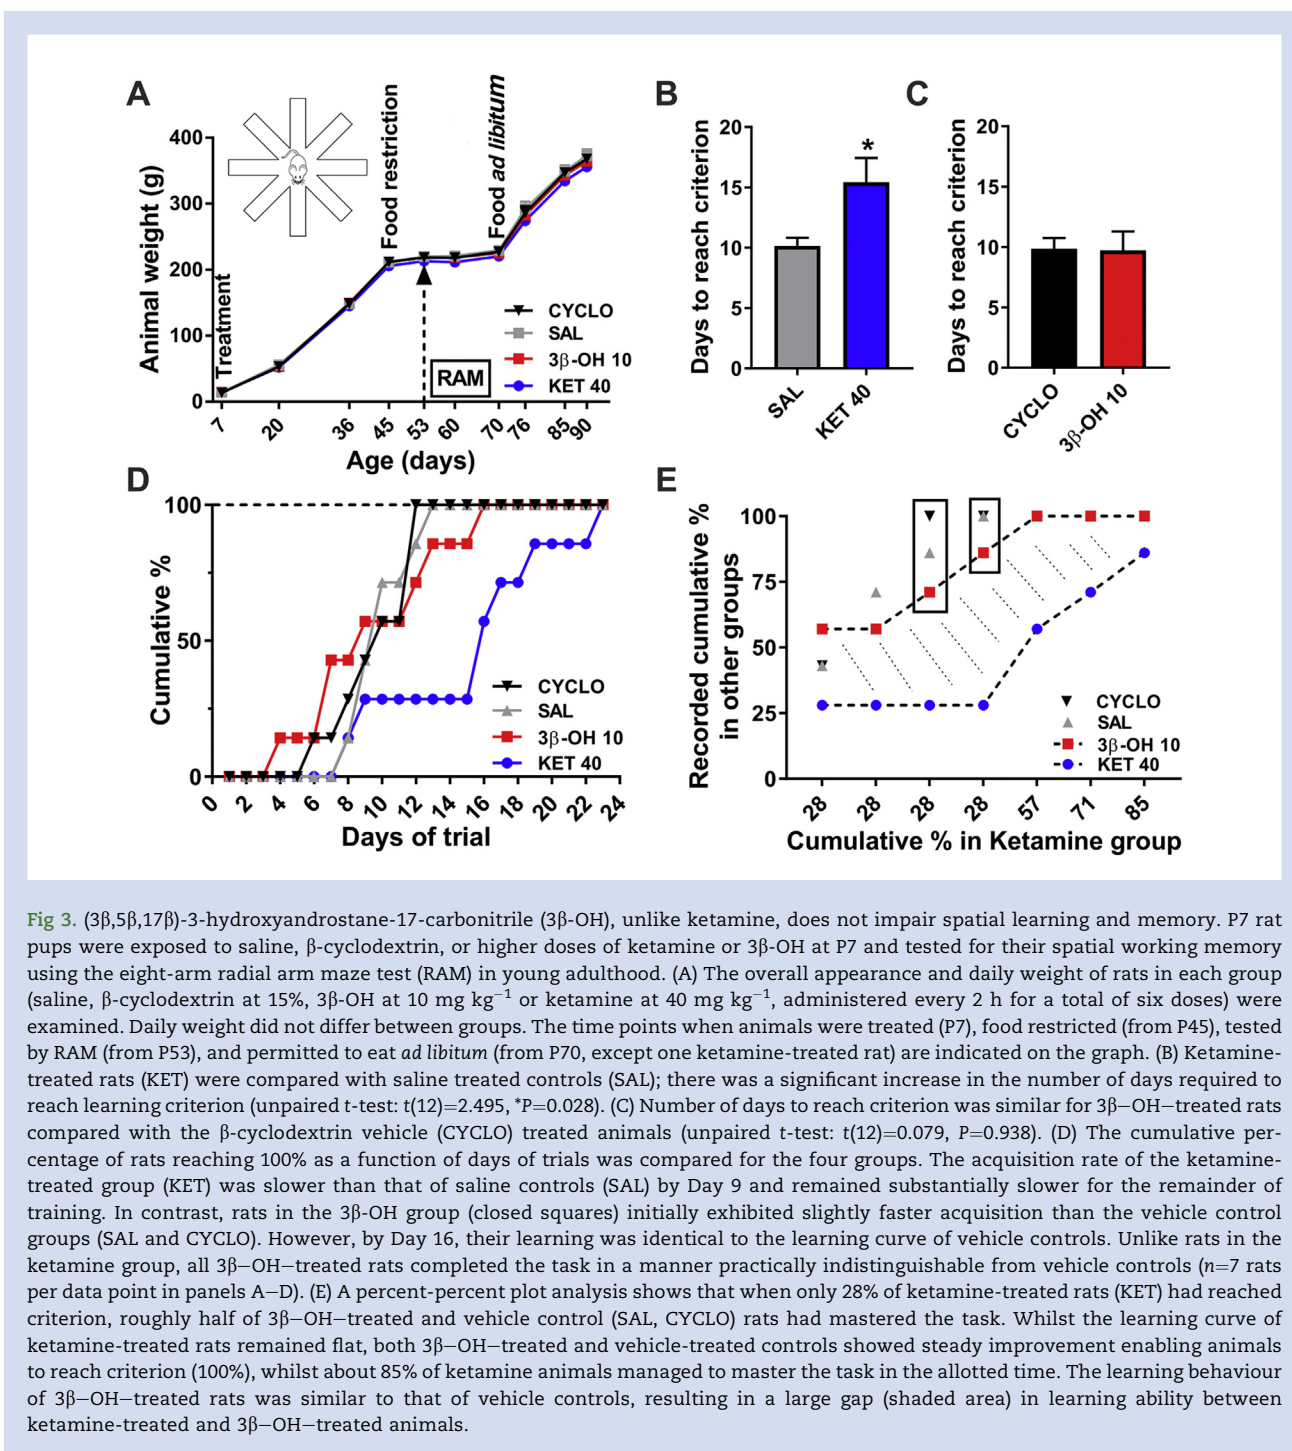 A
Animal weight (g)
400
300
200
100
0
Treatment
Food restriction
Food ad libitum
CYCLO
SAL
3β-OH 10
KET 40
RAM
7 20 36 45 53 60 70 76 85 90
Age (days)
B
Days to reach criterion
20
15
10
5
0
*
SAL KET 40
C
Days to reach criterion
20
15
10
5
0
CYCLO 3β-OH 10
D
Cumulative %
100
50
0
CYCLO
SAL
3β-OH 10
KET 40
0 2 4 6 8 10 12 14 16 18 20 22 24
Days of trial
E
Recorded cumulative %
in other groups
100
75
50
25
0
CYCLO
SAL
3β-OH 10
KET 40
28 28 28 28 57 71 85
Cumulative % in Ketamine group
Fig 3. (3β,5β,17β)-3-hydroxyandrostane-17-carbonitrile (3β-OH), unlike ketamine, does not impair spatial learning and memory. P7 rat
pups were exposed to saline, β-cyclodextrin, or higher doses of ketamine or 3β-OH at P7 and tested for their spatial working memory
using the eight-arm radial arm maze test (RAM) in young adulthood. (A) The overall appearance and daily weight of rats in each group
(saline, β-cyclodextrin at 15%, 3β-OH at 10 mg kg⁻¹ or ketamine at 40 mg kg⁻¹, administered every 2 h for a total of six doses) were
examined. Daily weight did not differ between groups. The time points when animals were treated (P7), food restricted (from P45), tested
by RAM (from P53), and permitted to eat ad libitum (from P70, except one ketamine-treated rat) are indicated on the graph. (B) Ketamine-
treated rats (KET) were compared with saline treated controls (SAL); there was a significant increase in the number of days required to
reach learning criterion (unpaired t-test: t(12)=2.495, *P=0.028). (C) Number of days to reach criterion was similar for 3β−OH−treated rats
compared with the β-cyclodextrin vehicle (CYCLO) treated animals (unpaired t-test: t(12)=0.079, P=0.938). (D) The cumulative per-
centage of rats reaching 100% as a function of days of trials was compared for the four groups. The acquisition rate of the ketamine-
treated group (KET) was slower than that of saline controls (SAL) by Day 9 and remained substantially slower for the remainder of
training. In contrast, rats in the 3β-OH group (closed squares) initially exhibited slightly faster acquisition than the vehicle control
groups (SAL and CYCLO). However, by Day 16, their learning was identical to the learning curve of vehicle controls. Unlike rats in the
ketamine group, all 3β−OH−treated rats completed the task in a manner practically indistinguishable from vehicle controls (n=7 rats
per data point in panels A−D). (E) A percent-percent plot analysis shows that when only 28% of ketamine-treated rats (KET) had reached
criterion, roughly half of 3β−OH−treated and vehicle control (SAL, CYCLO) rats had mastered the task. Whilst the learning curve of
ketamine-treated rats remained flat, both 3β−OH−treated and vehicle-treated controls showed steady improvement enabling animals
to reach criterion (100%), whilst about 85% of ketamine animals managed to master the task in the allotted time. The learning behaviour
of 3β−OH−treated rats was similar to that of vehicle controls, resulting in a large gap (shaded area) in learning ability between
ketamine-treated and 3β−OH−treated animals.